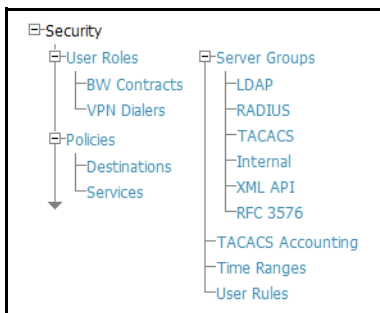 Security
User Roles
BW Contracts
VPN Dialers
Policies
Destinations
Services
Server Groups
LDAP
RADIUS
TACACS
Internal
XML API
RFC 3576
TACACS Accounting
Time Ranges
User Rules